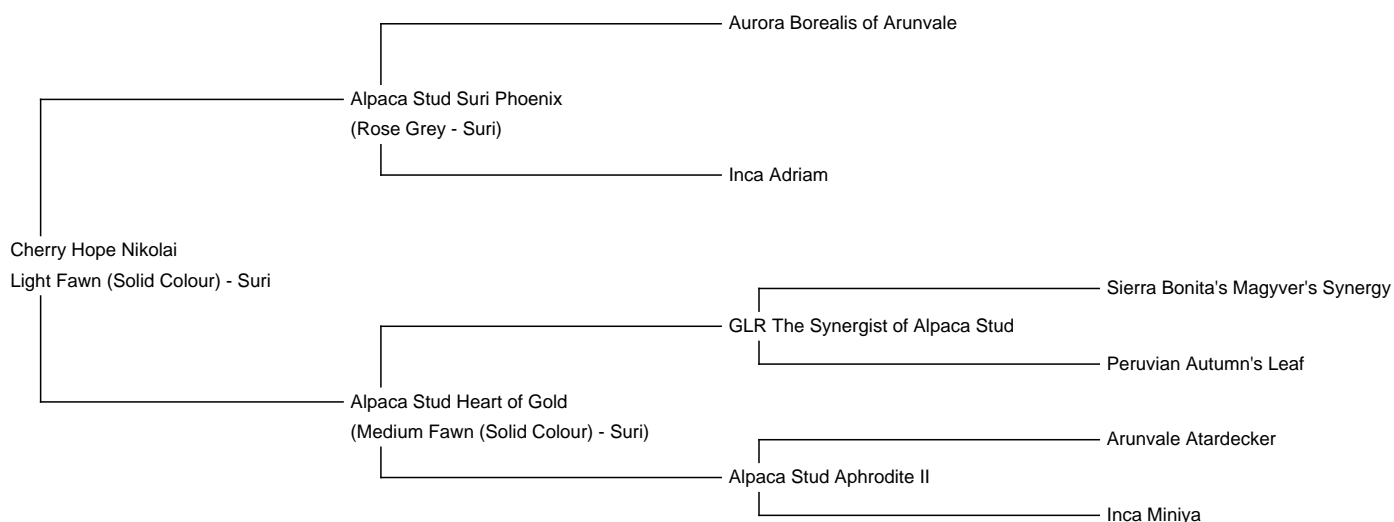 Aurora Borealis of Arunvale
Alpaca Stud Suri Phoenix
(Rose Grey - Suri)
Inca Adriam
Cherry Hope Nikolai
Light Fawn (Solid Colour) - Suri
Sierra Bonita's Magyver's Synergy
GLR The Synergist of Alpaca Stud
Peruvian Autumn's Leaf
Alpaca Stud Heart of Gold
(Medium Fawn (Solid Colour) - Suri)
Arunvale Atardecker
Alpaca Stud Aphrodite II
Inca Miniya